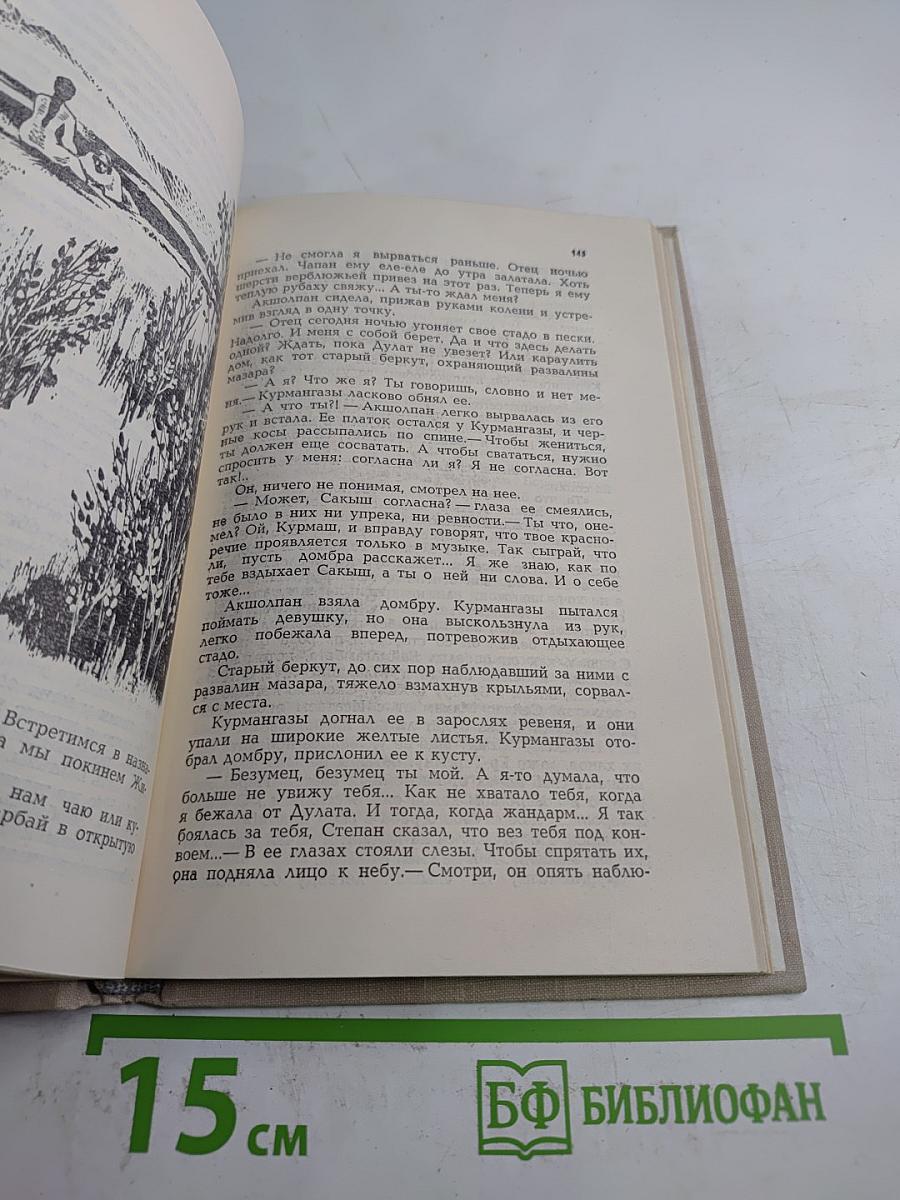 Встретимся в назва-
а мы покинем Жи-
нам чаю или ку-
рбай в открытую
145
— Не смогла я вырваться раньше. Отец ночью
приехал. Чапан ему еле-еле до утра залатала. Хоть
шерсти верблюжьей привез на этот раз. Теперь я ему
теплую рубаху свяжу... А ты-то ждал меня?
Акшолпан сидела, прижав руками колени и устре-
мив взгляд в одну точку.
— Отец сегодня ночью угоняет свое стадо в пески.
Надолго. И меня с собой берет. Да и что здесь делать
одной? Ждать, пока Дулат не увезет? Или караулить
дом, как тот старый беркут, охраняющий развалины
мазара?
— А я? Что же я? Ты говоришь, словно и нет ме-
ня.— Курмангазы ласково обнял ее.
— А что ты?! — Акшолпан легко вырвалась из его
рук и встала. Ее платок остался у Курмангазы, и чер-
ные косы рассыпались по спине.— Чтобы жениться,
ты должен еще сосватать. А чтобы свататься, нужно
спросить у меня: согласна ли я? Я не согласна. Вот
так!..
Он, ничего не понимая, смотрел на нее.
— Может, Сакыш согласна? — глаза ее смеялись,
не было в них ни упрека, ни ревности.— Ты что, оне-
мел? Ой, Курмаш, и вправду говорят, что твое красно-
речие проявляется только в музыке. Так сыграй, что
ли, пусть домбра расскажет... Я же знаю, как по
тебе вздыхает Сакыш, а ты о ней ни слова. И о себе
тоже...
Акшолпан взяла домбру. Курмангазы пытался
поймать девушку, но она выскользнула из рук,
легко побежала вперед, потревожив отдыхающее
стадо.
Старый беркут, до сих пор наблюдавший за ними с
развалин мазара, тяжело взмахнув крыльями, сорвал-
ся с места.
Курмангазы догнал ее в зарослях ревеня, и они
упали на широкие желтые листья. Курмангазы ото-
брал домбру, прислонил ее к кусту.
— Безумец, безумец ты мой. А я-то думала, что
больше не увижу тебя... Как не хватало тебя, когда
я бежала от Дулата. И тогда, когда жандарм... Я так
боялась за тебя, Степан сказал, что вез тебя под кон-
воем...— В ее глазах стояли слезы. Чтобы спрятать их,
она подняла лицо к небу.— Смотри, он опять наблю-
15 см
БФ БИБЛИОФАН